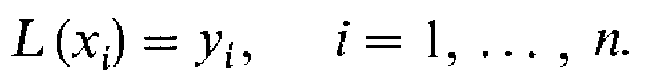 L(x_i) = y_i, i = 1, ..., n.